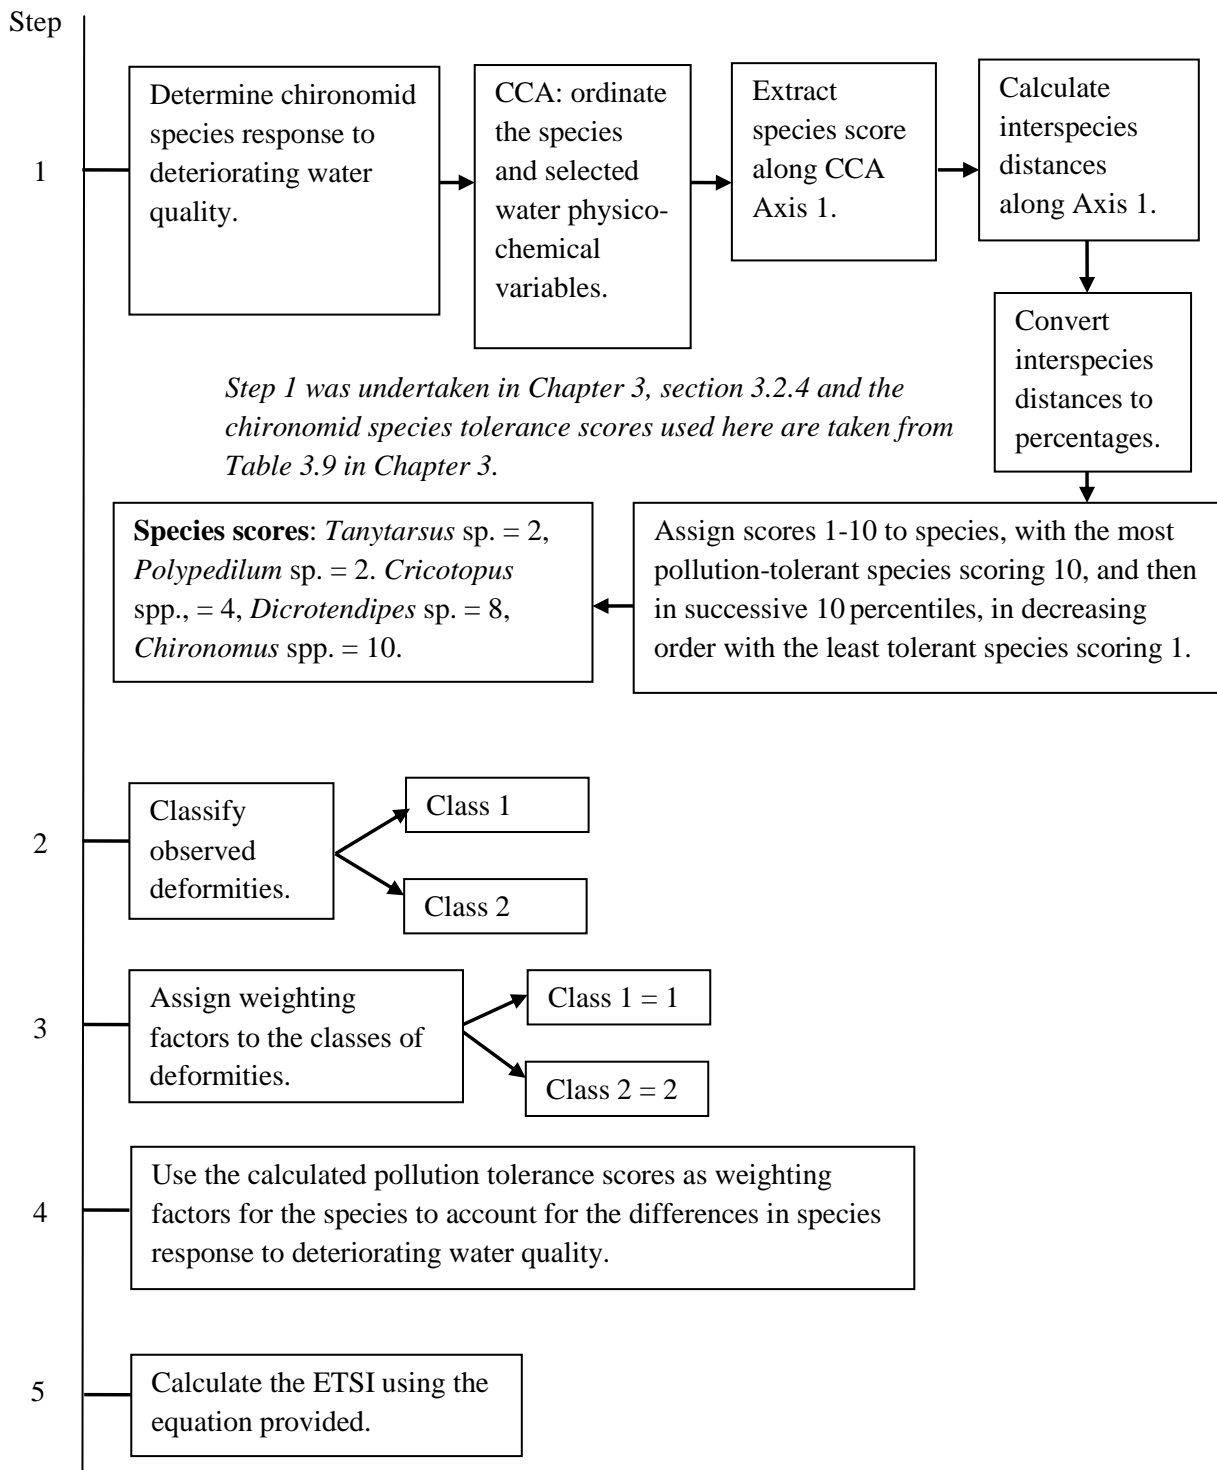 Step
1
Determine chironomid
species response to
deteriorating water
quality.
CCA: ordinate
the species
and selected
water physico-
chemical
variables.
Extract
species score
along CCA
Axis 1.
Calculate
interspecies
distances
along Axis 1.
Convert
interspecies
distances to
percentages.
Step 1 was undertaken in Chapter 3, section 3.2.4 and the
chironomid species tolerance scores used here are taken from
Table 3.9 in Chapter 3.
Assign scores 1-10 to species, with the most
pollution-tolerant species scoring 10, and then
in successive 10 percentiles, in decreasing
order with the least tolerant species scoring 1.
Species scores: Tanytarsus sp. = 2,
Polypedilum sp. = 2. Cricotopus
spp., = 4, Dicrotendipes sp. = 8,
Chironomus spp. = 10.
2
Classify
observed
deformities.
Class 1
Class 2
3
Assign weighting
factors to the classes of
deformities.
Class 1 = 1
Class 2 = 2
4
Use the calculated pollution tolerance scores as weighting
factors for the species to account for the differences in species
response to deteriorating water quality.
5
Calculate the ETSI using the
equation provided.